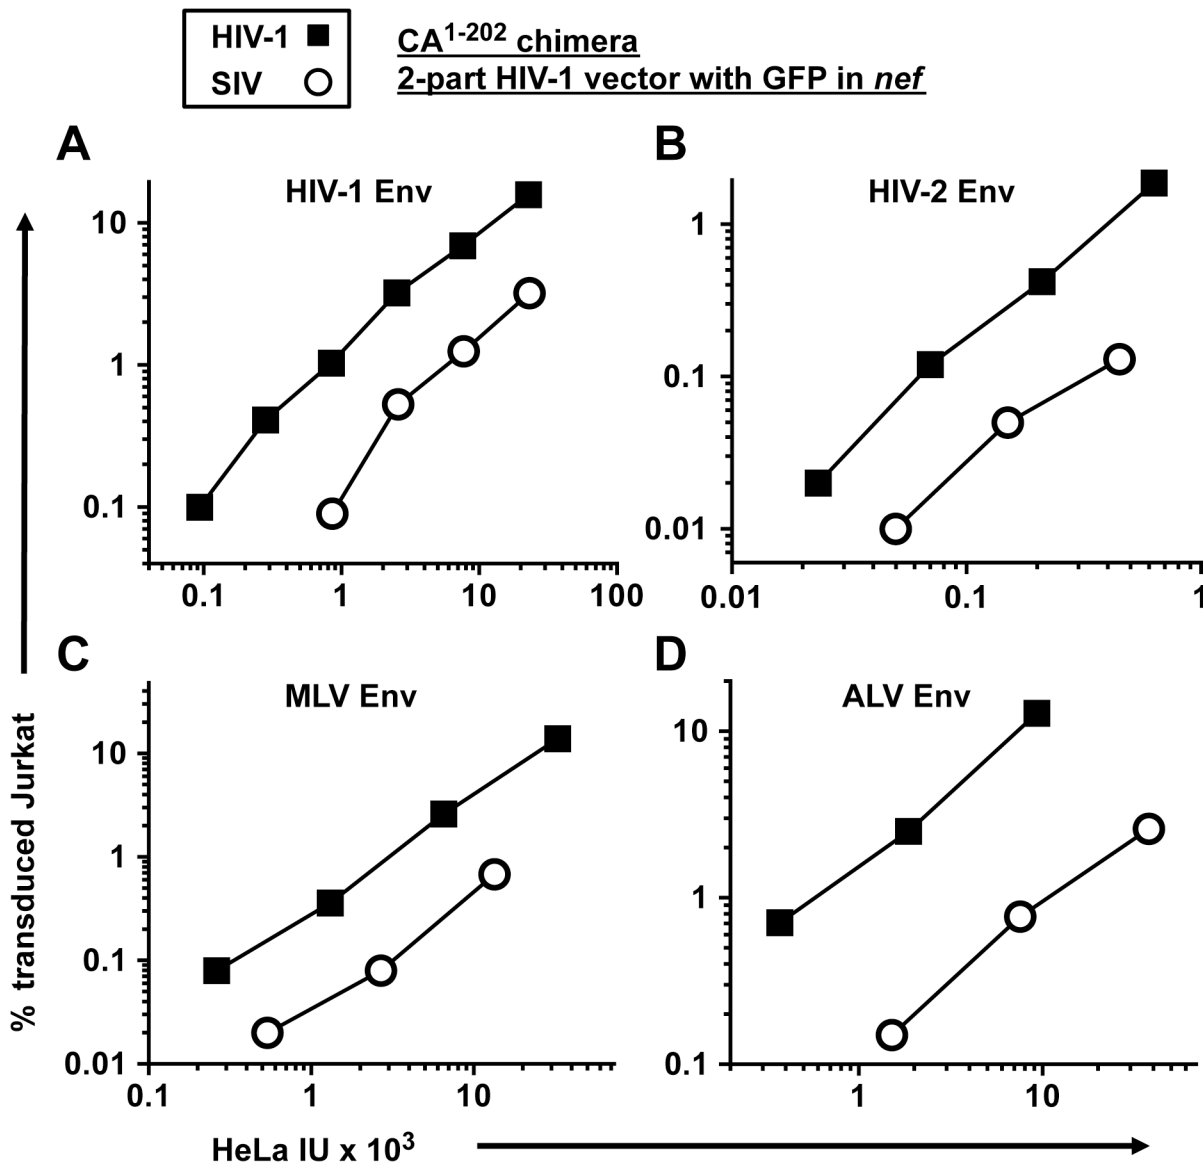 HIV-1
SIV
CA1-202 chimera
2-part HIV-1 vector with GFP in nef
A
HIV-1 Env
10
1
0.1
0.1 1 10 100
B
HIV-2 Env
1
0.1
0.01
0.01 0.1 1
C
MLV Env
10
1
0.1
0.01
0.1 1 10
D
ALV Env
10
1
0.1
1 10
% transduced Jurkat
HeLa IU x 10³